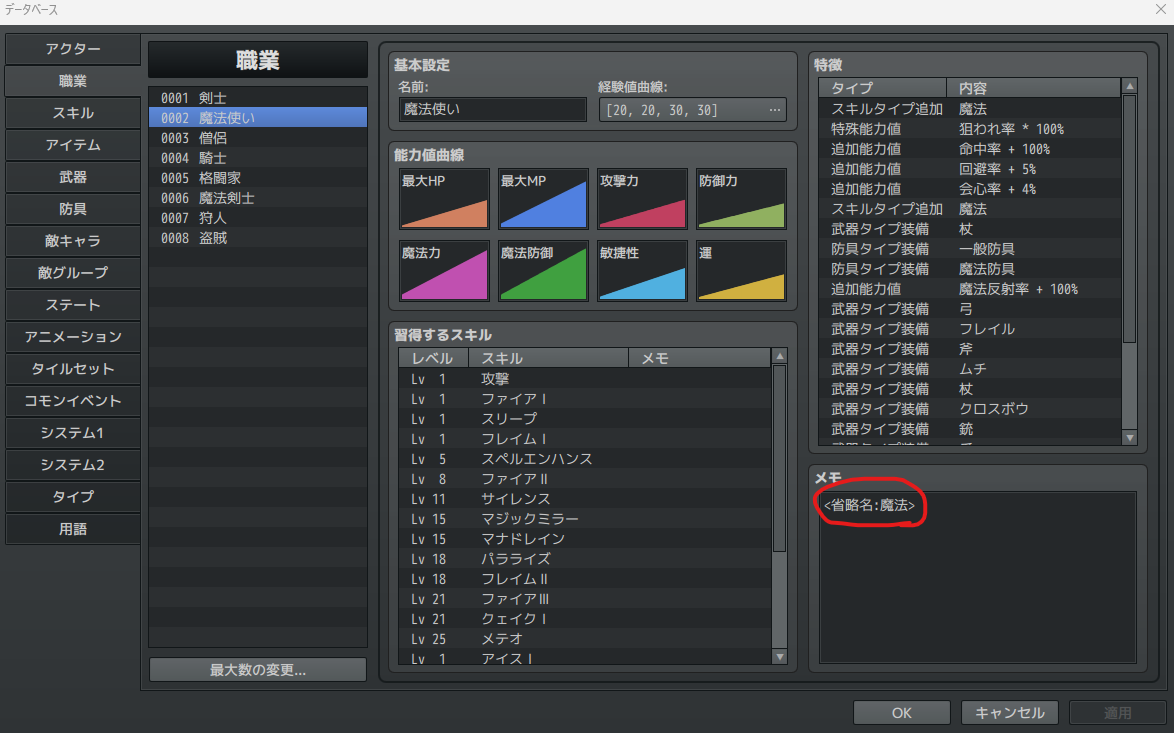 データベース
アクター
職業
スキル
アイテム
武器
防具
敵キャラ
敵グループ
ステート
アニメーション
タイルセット
コモンイベント
システム1
システム2
タイプ
用語
職業
0001 剣士
0002 魔法使い
0003 僧侶
0004 騎士
0005 格闘家
0006 魔法剣士
0007 狩人
0008 盗賊
最大数の変更...
基本設定
名前: 経験値曲線:
魔法使い [20, 20, 30, 30] ...
能力値曲線
最大HP 最大MP 攻撃力 防御力
魔法力 魔法防御 敏捷性 運
習得するスキル
レベル スキル メモ
Lv 1 攻撃
Lv 1 ファイアⅠ
Lv 1 スリープ
Lv 1 フレイムⅠ
Lv 5 スペルエンハンス
Lv 8 ファイアⅡ
Lv 11 サイレンス
Lv 15 マジックミラー
Lv 15 マナドレイン
Lv 18 パラライズ
Lv 18 フレイムⅡ
Lv 21 ファイアⅢ
Lv 21 クェイクⅠ
Lv 25 メテオ
Lv 1 アイスⅠ
特徴
タイプ 内容
スキルタイプ追加 魔法
特殊能力値 狙われ率 * 100%
追加能力値 命中率 + 100%
追加能力値 回避率 + 5%
追加能力値 会心率 + 4%
スキルタイプ追加 魔法
武器タイプ装備 杖
防具タイプ装備 一般防具
防具タイプ装備 魔法防具
追加能力値 魔法反射率 + 100%
武器タイプ装備 弓
武器タイプ装備 フレイル
武器タイプ装備 斧
武器タイプ装備 ムチ
武器タイプ装備 杖
武器タイプ装備 クロスボウ
武器タイプ装備 銃
メモ
<省略名:魔法>
OK キャンセル 適用